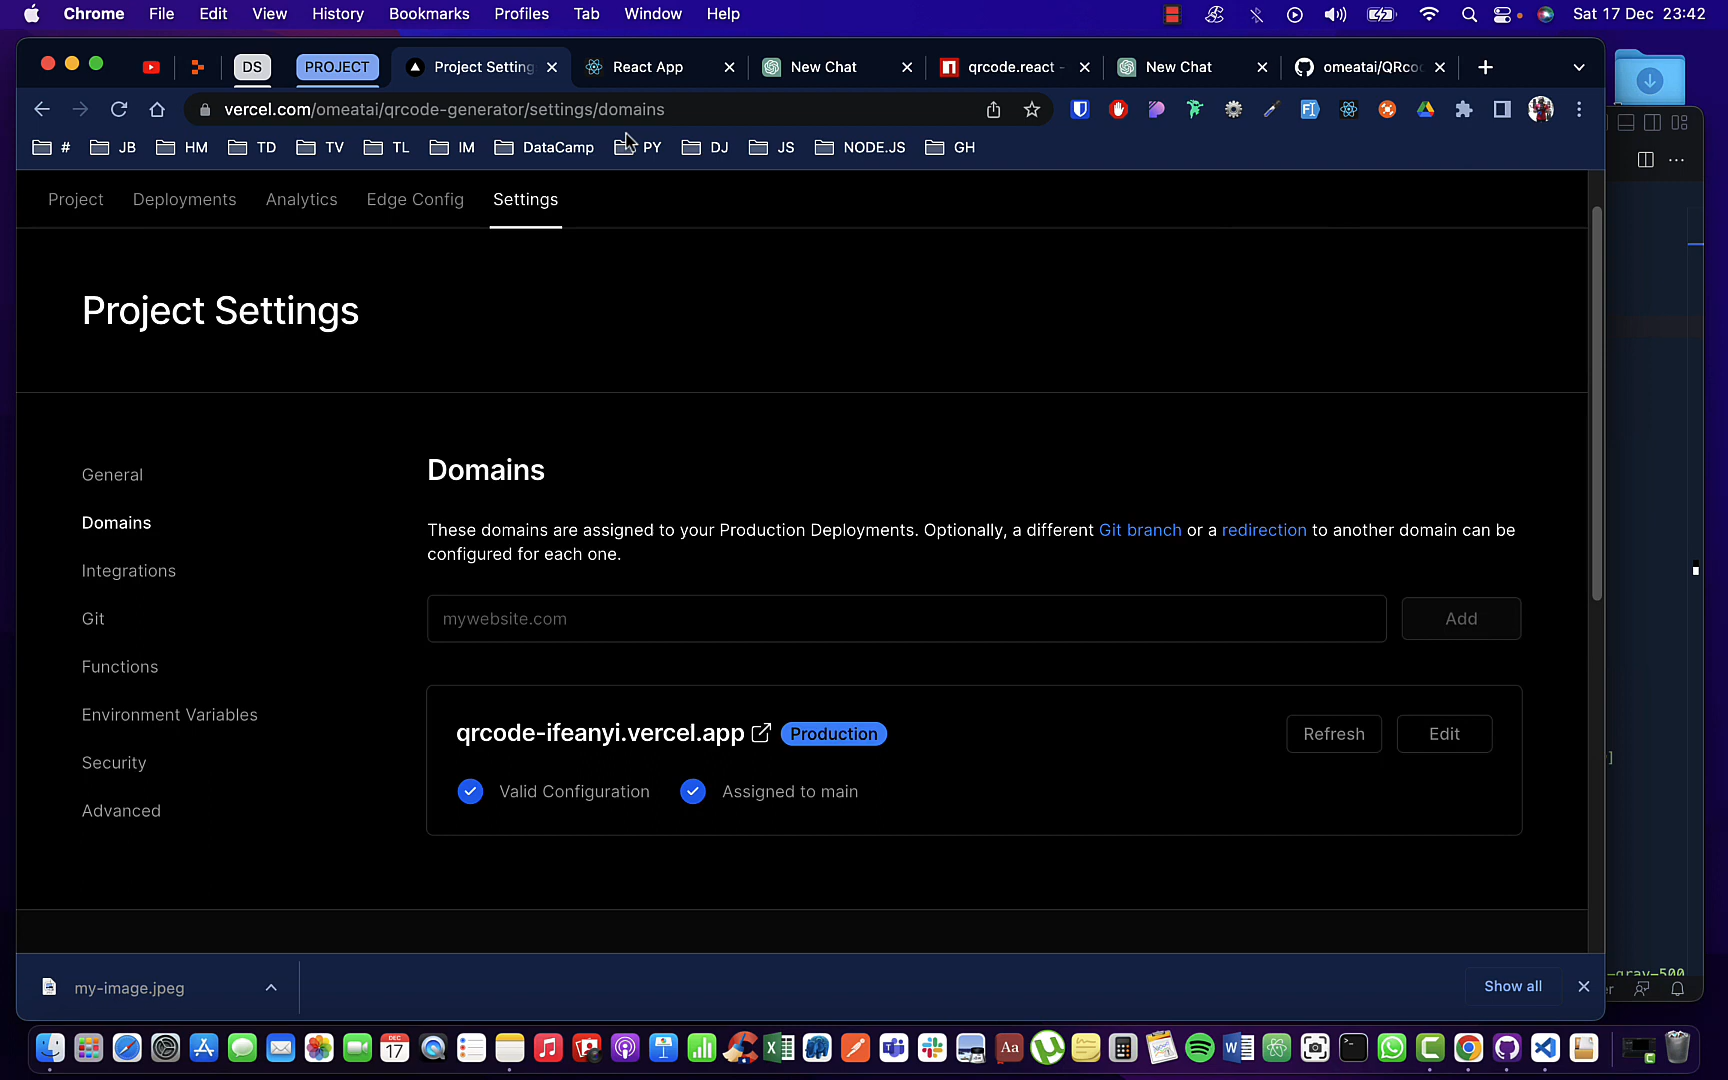 Chrome File Edit View History Bookmarks Profiles Tab Window Help Sat 17 Dec 23:42
DS PROJECT Project Setting React App New Chat qrcode.react - New Chat omeatai/QRco
vercel.com/omeatai/qrcode-generator/settings/domains
# JB HM TD TV TL IM DataCamp PY DJ JS NODE.JS GH
Project Deployments Analytics Edge Config Settings
Project Settings
General
Domains
Integrations
Git
Functions
Environment Variables
Security
Advanced
Domains
These domains are assigned to your Production Deployments. Optionally, a different Git branch or a redirection to another domain can be
configured for each one.
mywebsite.com Add
qrcode-ifeanyi.vercel.app Production Refresh Edit
Valid Configuration Assigned to main
]
-gray-500
my-image.jpeg Show all
DEC
17
Aa